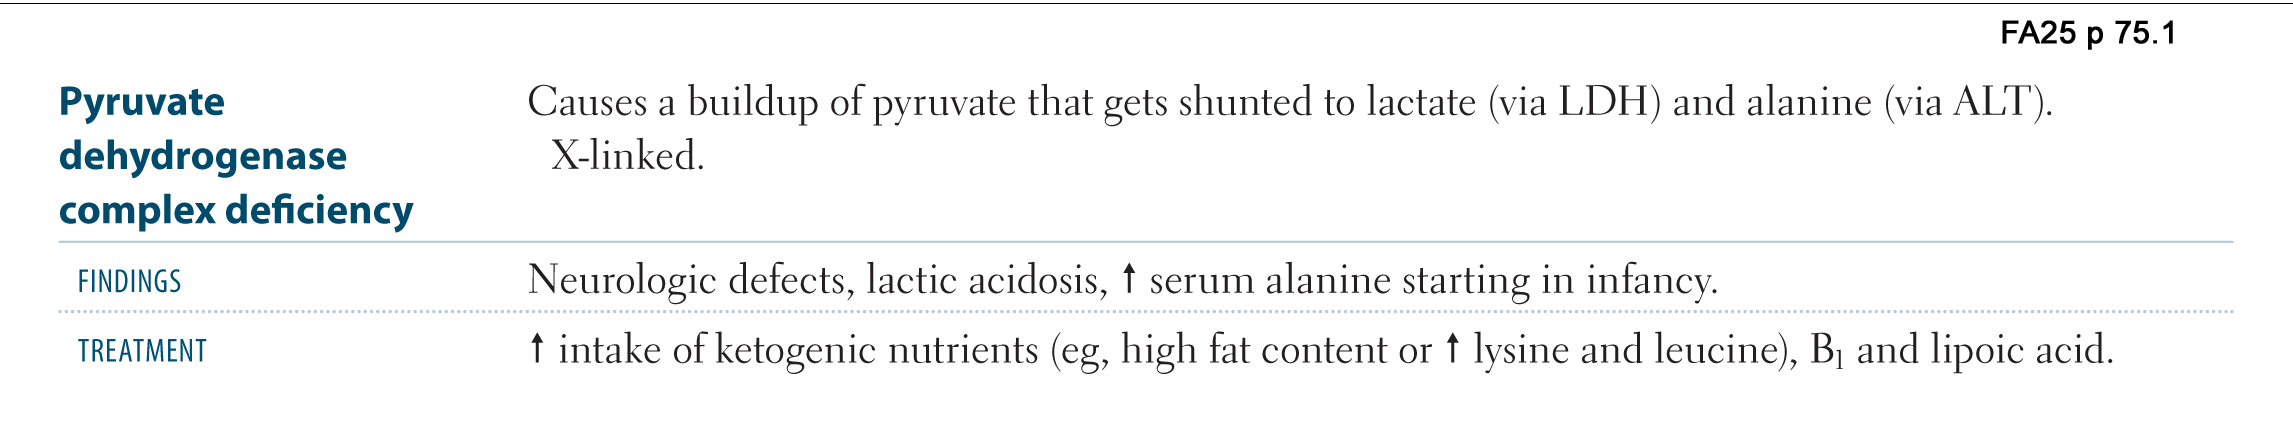 FA25 p 75.1
Pyruvate dehydrogenase complex deficiency
Causes a buildup of pyruvate that gets shunted to lactate (via LDH) and alanine (via ALT).
X-linked.
FINDINGS
Neurologic defects, lactic acidosis, ↑ serum alanine starting in infancy.
TREATMENT
↑ intake of ketogenic nutrients (eg, high fat content or ↑ lysine and leucine), B₁ and lipoic acid.